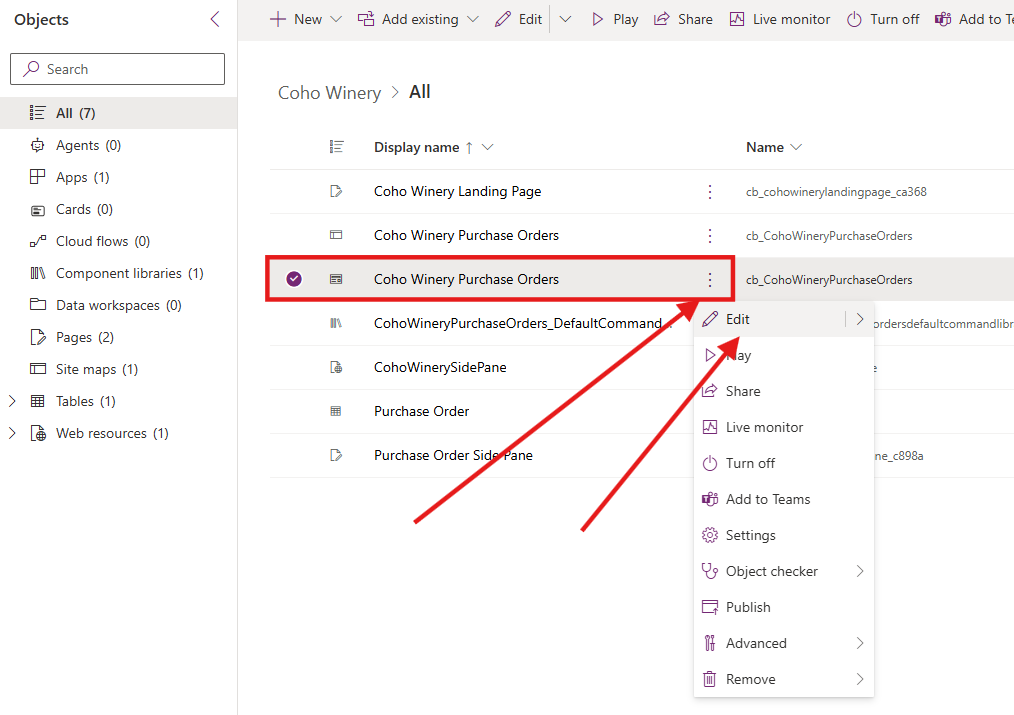 Objects
New
Add existing
Edit
Play
Share
Live monitor
Turn off
Add to Te
Search
All (7)
Agents (0)
Apps (1)
Cards (0)
Cloud flows (0)
Component libraries (1)
Data workspaces (0)
Pages (2)
Site maps (1)
Tables (1)
Web resources (1)
Coho Winery > All
Display name ↑
Name
Coho Winery Landing Page
cb_cohowinerylandingpage_ca368
Coho Winery Purchase Orders
cb_CohoWineryPurchaseOrders
Coho Winery Purchase Orders
cb_CohoWineryPurchaseOrders
CohoWineryPurchaseOrders_DefaultCommand...
ordersdefaultcommandlibr
CohoWinerySidePane
e
Purchase Order
Purchase Order Side Pane
ne_c898a
Edit
Play
Share
Live monitor
Turn off
Add to Teams
Settings
Object checker
Publish
Advanced
Remove